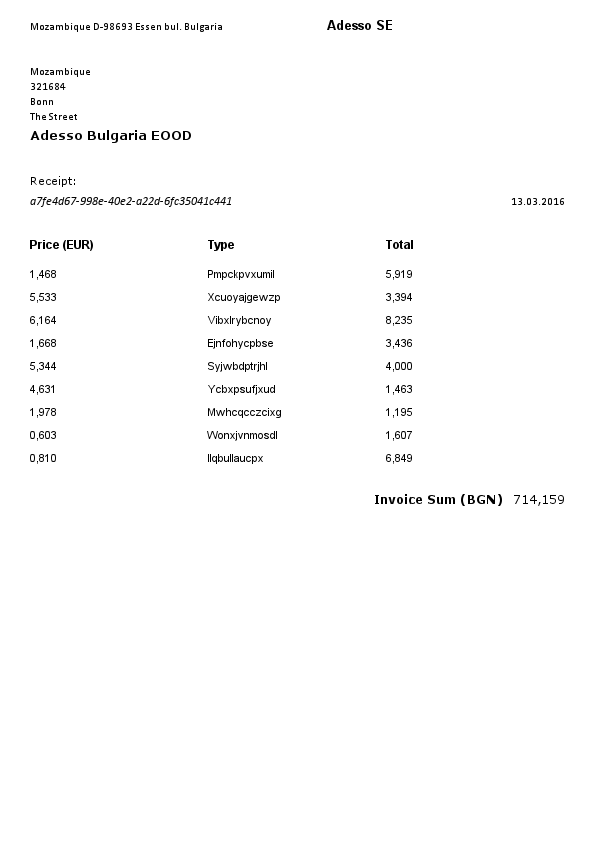 Mozambique D-98693 Essen bul. Bulgaria Adesso SE
Mozambique
321684
Bonn
The Street
Adesso Bulgaria EOOD
Receipt:
a7fe4d67-998e-40e2-a22d-6fc35041c441 13.03.2016
Price (EUR) Type Total
1,468 Pmpckpvxumil 5,919
5,533 Xcuoyajgewzp 3,394
6,164 Vibxlrybcnoy 8,235
1,668 Ejnfohycpbse 3,436
5,344 Syjwbdptrjhl 4,000
4,631 Ycbxpsufjxud 1,463
1,978 Mwhcqcczcixg 1,195
0,603 Wonxjvnmosdl 1,607
0,810 Ilqbullaucpx 6,849
Invoice Sum (BGN) 714,159